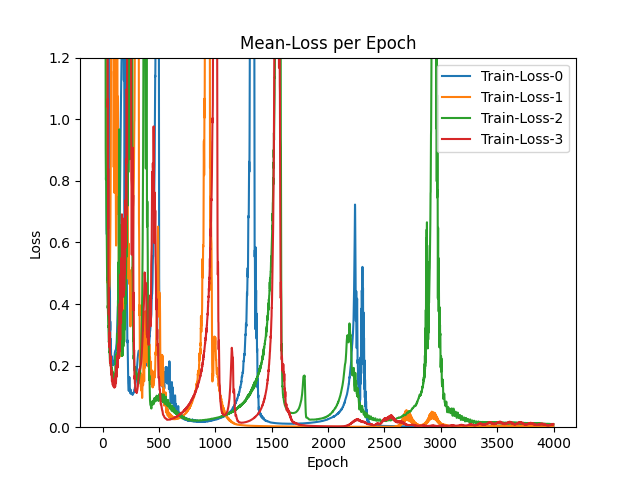 Mean-Loss per Epoch
1.2
1.0
0.8
0.6
0.4
0.2
0.0
Loss
Train-Loss-0
Train-Loss-1
Train-Loss-2
Train-Loss-3
0 500 1000 1500 2000 2500 3000 3500 4000
Epoch